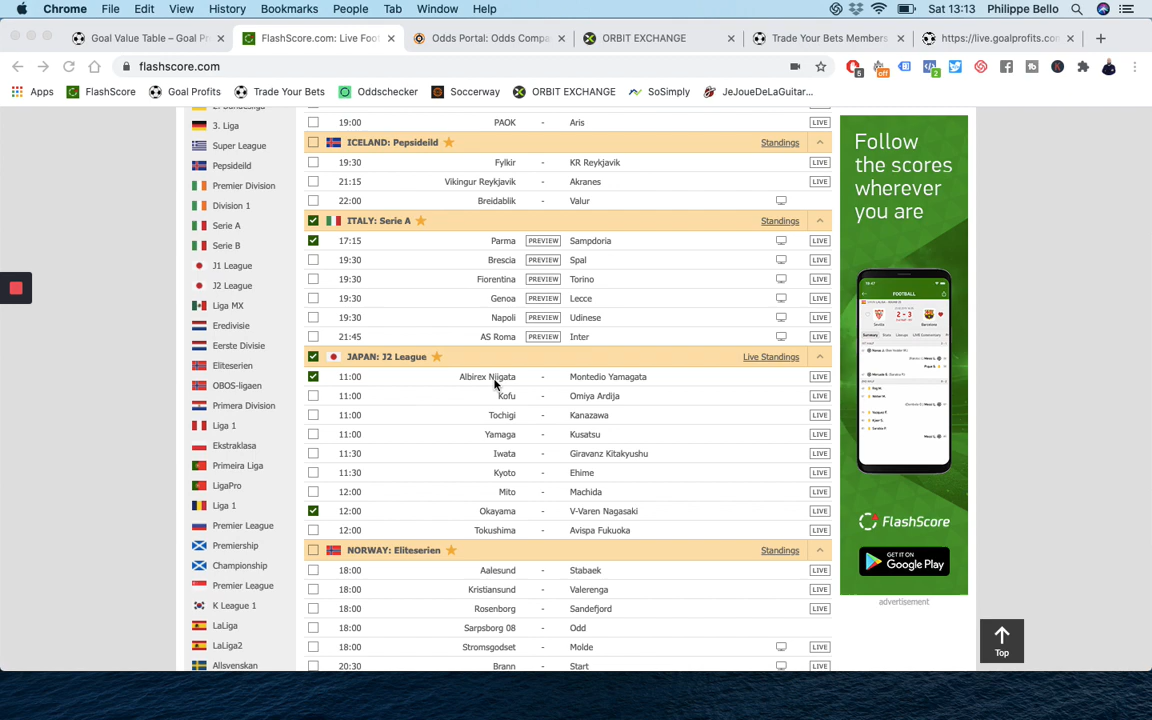 Chrome File Edit View History Bookmarks People Tab Window Help Sat 13:13 Philippe Bello
Goal Value Table – Goal Pr FlashScore.com: Live Foot Odds Portal: Odds Compa ORBIT EXCHANGE Trade Your Bets Members https://live.goalprofits.co
flashscore.com
5 off 2
Apps FlashScore Goal Profits Trade Your Bets Oddschecker Soccerway ORBIT EXCHANGE SoSimply JeJoueDeLaGuitar...
2. Bundesliga
3. Liga
Super League
Pepsideild
Premier Division
Division 1
Serie A
Serie B
J1 League
J2 League
Liga MX
Eredivisie
Eerste Divisie
Eliteserien
OBOS-ligaen
Primera Division
Liga 1
Ekstraklasa
Primeira Liga
LigaPro
Liga 1
Premier League
Premiership
Championship
Premier League
K League 1
LaLiga
LaLiga2
Allsvenskan
19:00 PAOK - Aris LIVE
ICELAND: Pepsideild Standings
19:30 Fylkir - KR Reykjavik LIVE
21:15 Vikingur Reykjavik - Akranes LIVE
22:00 Breidablik - Valur
ITALY: Serie A Standings
17:15 Parma PREVIEW Sampdoria LIVE
19:30 Brescia PREVIEW Spal LIVE
19:30 Fiorentina PREVIEW Torino LIVE
19:30 Genoa PREVIEW Lecce LIVE
19:30 Napoli PREVIEW Udinese LIVE
21:45 AS Roma PREVIEW Inter LIVE
JAPAN: J2 League Live Standings
11:00 Albirex Niigata - Montedio Yamagata LIVE
11:00 Kofu - Omiya Ardija LIVE
11:00 Tochigi - Kanazawa LIVE
11:00 Yamaga - Kusatsu LIVE
11:30 Iwata - Giravanz Kitakyushu LIVE
11:30 Kyoto - Ehime LIVE
12:00 Mito - Machida LIVE
12:00 Okayama - V-Varen Nagasaki LIVE
12:00 Tokushima - Avispa Fukuoka LIVE
NORWAY: Eliteserien Standings
18:00 Aalesund - Stabaek LIVE
18:00 Kristiansund - Valerenga LIVE
18:00 Rosenborg - Sandefjord LIVE
18:00 Sarpsborg 08 - Odd
18:00 Stromsgodset - Molde LIVE
20:30 Brann - Start LIVE
Follow
the scores
wherever
you are
FOOTBALL
2 - 3
FlashScore
GET IT ON
Google Play
advertisement
Top